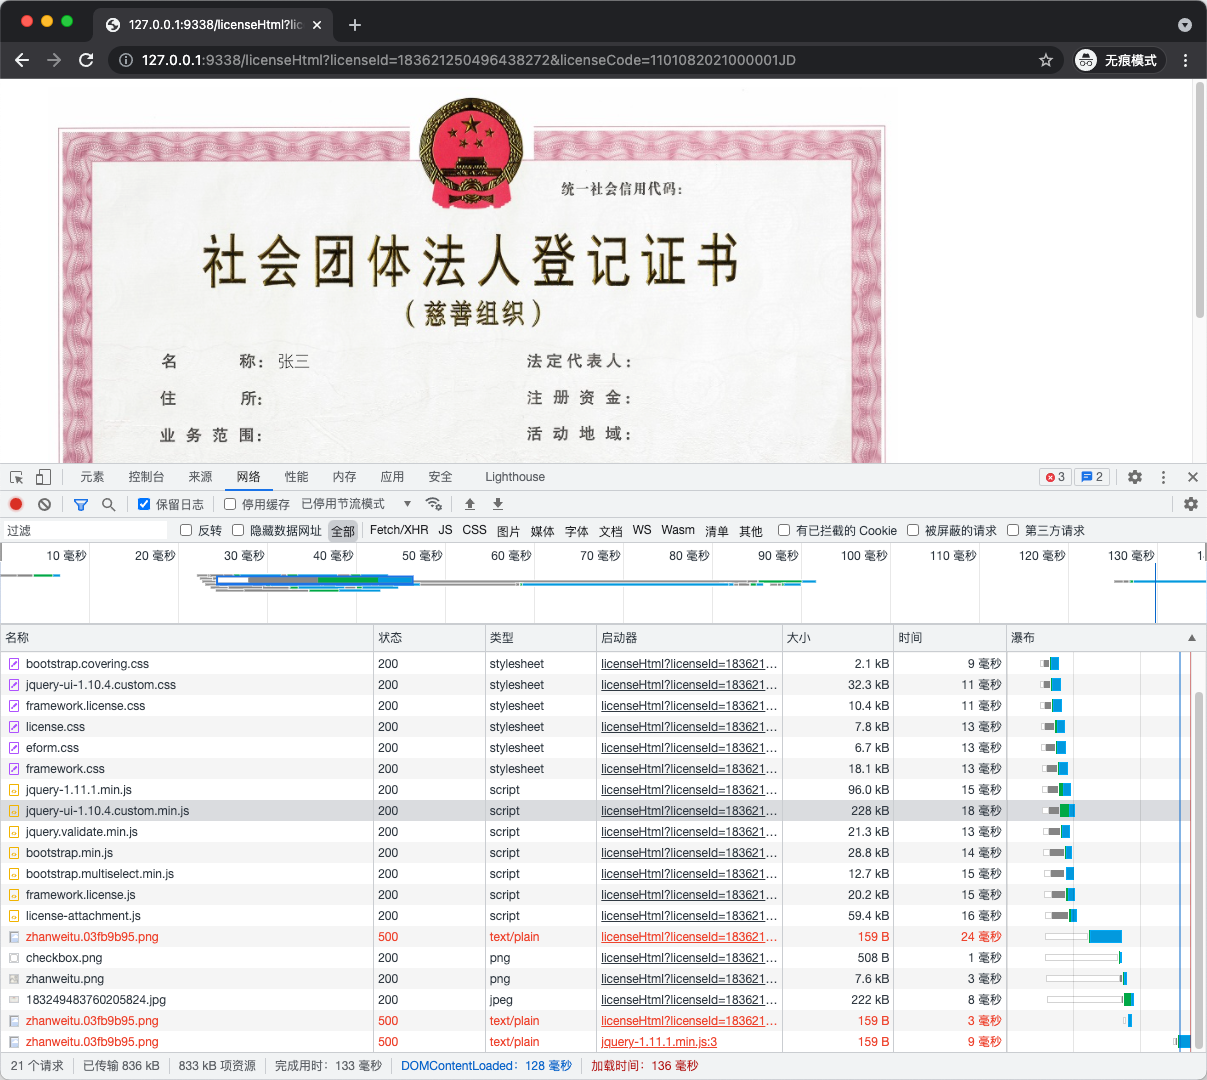 127.0.0.1:9338/licenseHtml?lic
127.0.0.1:9338/licenseHtml?licenseId=183621250496438272&licenseCode=1101082021000001JD
无痕模式
统一社会信用代码：
社会团体法人登记证书
（慈善组织）
名 称： 张三 法定代表人：
住 所： 注 册 资 金：
业 务 范 围： 活 动 地 域：
元素 控制台 来源 网络 性能 内存 应用 安全 Lighthouse 3 2
保留日志 停用缓存 已停用节流模式
过滤 反转 隐藏数据网址 全部 Fetch/XHR JS CSS 图片 媒体 字体 文档 WS Wasm 清单 其他 有已拦截的 Cookie 被屏蔽的请求 第三方请求
10 毫秒 20 毫秒 30 毫秒 40 毫秒 50 毫秒 60 毫秒 70 毫秒 80 毫秒 90 毫秒 100 毫秒 110 毫秒 120 毫秒 130 毫秒 1
名称 状态 类型 启动器 大小 时间 瀑布
bootstrap.covering.css 200 stylesheet licenseHtml?licenseId=183621... 2.1 kB 9 毫秒
jquery-ui-1.10.4.custom.css 200 stylesheet licenseHtml?licenseId=183621... 32.3 kB 11 毫秒
framework.license.css 200 stylesheet licenseHtml?licenseId=183621... 10.4 kB 11 毫秒
license.css 200 stylesheet licenseHtml?licenseId=183621... 7.8 kB 13 毫秒
eform.css 200 stylesheet licenseHtml?licenseId=183621... 6.7 kB 13 毫秒
framework.css 200 stylesheet licenseHtml?licenseId=183621... 18.1 kB 13 毫秒
jquery-1.11.1.min.js 200 script licenseHtml?licenseId=183621... 96.0 kB 15 毫秒
jquery-ui-1.10.4.custom.min.js 200 script licenseHtml?licenseId=183621... 228 kB 18 毫秒
jquery.validate.min.js 200 script licenseHtml?licenseId=183621... 21.3 kB 13 毫秒
bootstrap.min.js 200 script licenseHtml?licenseId=183621... 28.8 kB 14 毫秒
bootstrap.multiselect.min.js 200 script licenseHtml?licenseId=183621... 12.7 kB 15 毫秒
framework.license.js 200 script licenseHtml?licenseId=183621... 20.2 kB 15 毫秒
license-attachment.js 200 script licenseHtml?licenseId=183621... 59.4 kB 16 毫秒
zhanweitu.03fb9b95.png 500 text/plain licenseHtml?licenseId=183621... 159 B 24 毫秒
checkbox.png 200 png licenseHtml?licenseId=183621... 508 B 1 毫秒
zhanweitu.png 200 png licenseHtml?licenseId=183621... 7.6 kB 3 毫秒
183249483760205824.jpg 200 jpeg licenseHtml?licenseId=183621... 222 kB 8 毫秒
zhanweitu.03fb9b95.png 500 text/plain licenseHtml?licenseId=183621... 159 B 3 毫秒
zhanweitu.03fb9b95.png 500 text/plain jquery-1.11.1.min.js:3 159 B 9 毫秒
21 个请求 已传输 836 kB 833 kB 项资源 完成用时：133 毫秒 DOMContentLoaded：128 毫秒 加载时间：136 毫秒